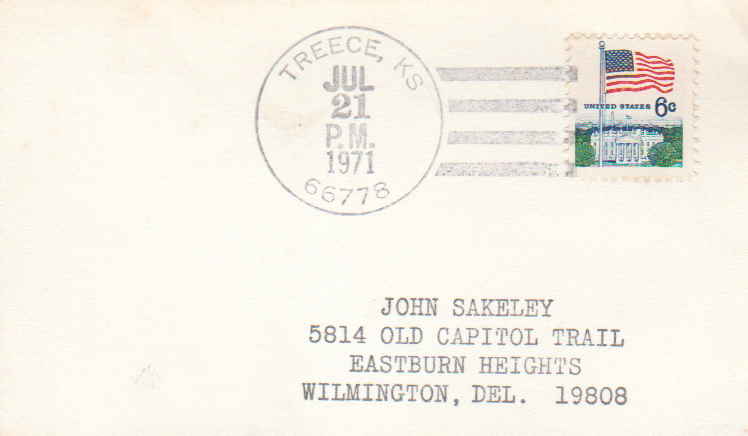 TREECE, KS
JUL
21
P.M.
1971
66778
UNITED STATES 6c
JOHN SAKELEY
5814 OLD CAPITOL TRAIL
EASTBURN HEIGHTS
WILMINGTON, DEL. 19808